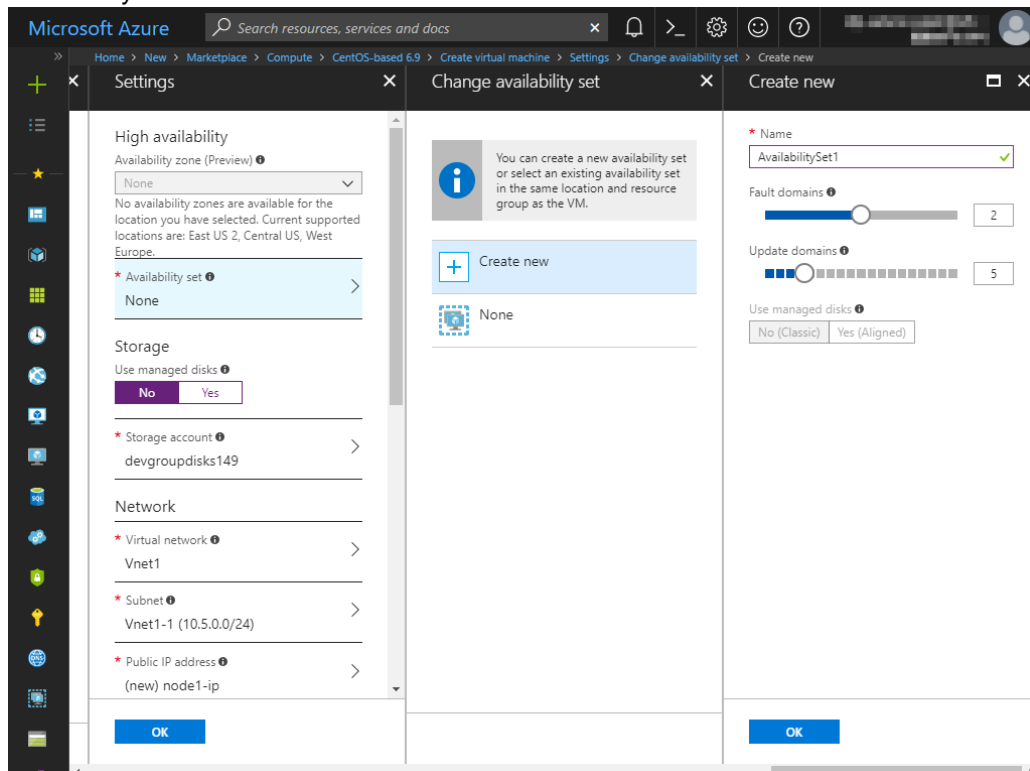 Microsoft Azure
Search resources, services and docs
Home > New > Marketplace > Compute > CentOS-based 6.9 > Create virtual machine > Settings > Change availability set > Create new
Settings
High availability
Availability zone (Preview)
None
No availability zones are available for the
location you have selected. Current supported
locations are: East US 2, Central US, West
Europe.
* Availability set
None
Storage
Use managed disks
No Yes
* Storage account
devgroupdisks149
Network
* Virtual network
Vnet1
* Subnet
Vnet1-1 (10.5.0.0/24)
* Public IP address
(new) node1-ip
OK
Change availability set
You can create a new availability set
or select an existing availability set
in the same location and resource
group as the VM.
Create new
None
Create new
* Name
AvailabilitySet1
Fault domains
2
Update domains
5
Use managed disks
No (Classic) Yes (Aligned)
OK